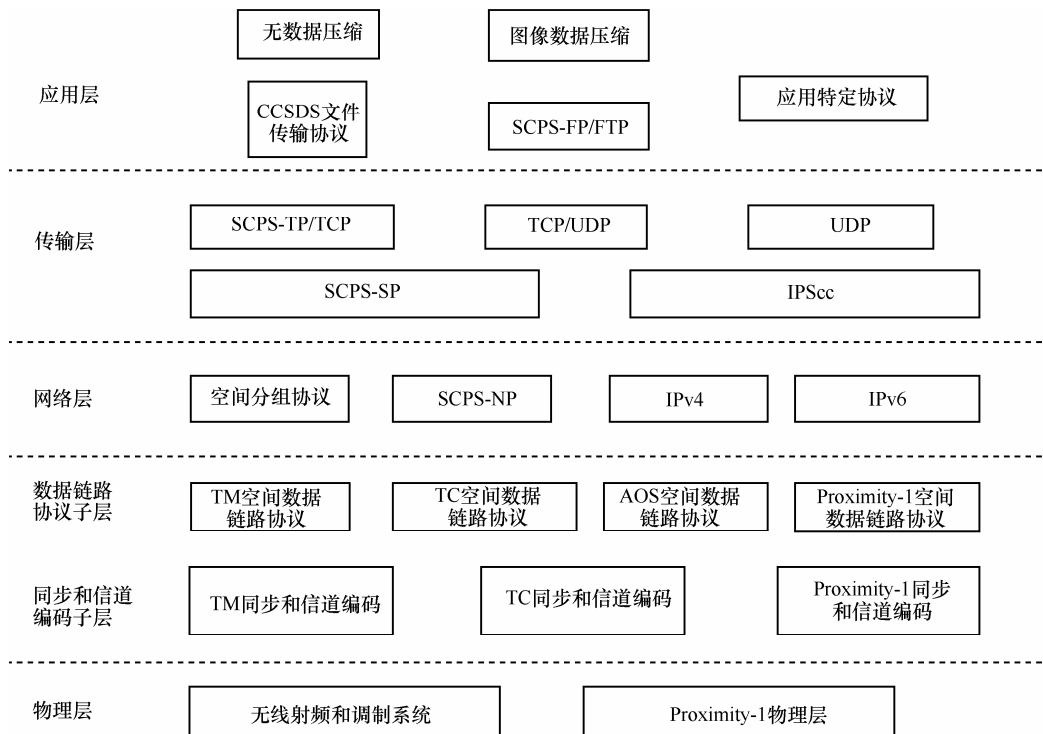 无数据压缩
图像数据压缩
应用层
CCSDS文件
传输协议
SCPS-FP/FTP
应用特定协议
传输层
SCPS-TP/TCP
TCP/UDP
UDP
SCPS-SP
IPScc
网络层
空间分组协议
SCPS-NP
IPv4
IPv6
数据链路
协议子层
TM空间数据
链路协议
TC空间数据
链路协议
AOS空间数据
链路协议
Proximity-1空间
数据链路协议
同步和信道
编码子层
TM同步和信道编码
TC同步和信道编码
Proximity-1同步
和信道编码
物理层
无线射频和调制系统
Proximity-1物理层